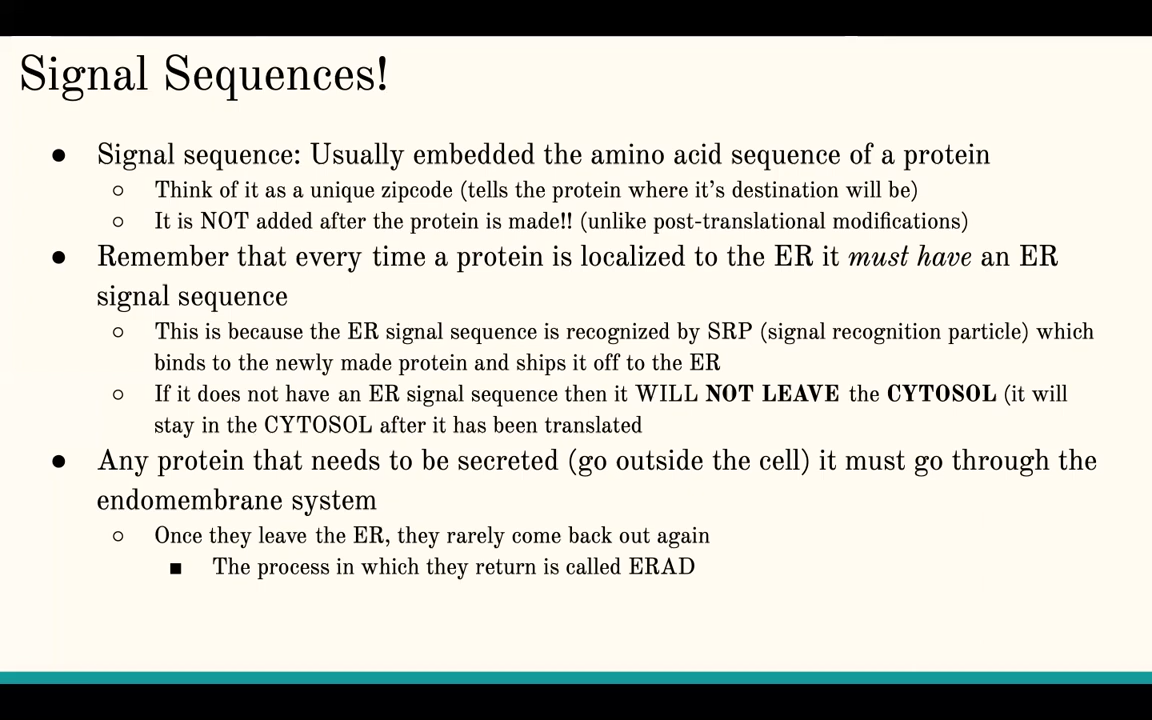 Signal Sequences!
● Signal sequence: Usually embedded the amino acid sequence of a protein
○ Think of it as a unique zipcode (tells the protein where it's destination will be)
○ It is NOT added after the protein is made!! (unlike post-translational modifications)
● Remember that every time a protein is localized to the ER it must have an ER
signal sequence
○ This is because the ER signal sequence is recognized by SRP (signal recognition particle) which
binds to the newly made protein and ships it off to the ER
○ If it does not have an ER signal sequence then it WILL NOT LEAVE the CYTOSOL (it will
stay in the CYTOSOL after it has been translated
● Any protein that needs to be secreted (go outside the cell) it must go through the
endomembrane system
○ Once they leave the ER, they rarely come back out again
■ The process in which they return is called ERAD